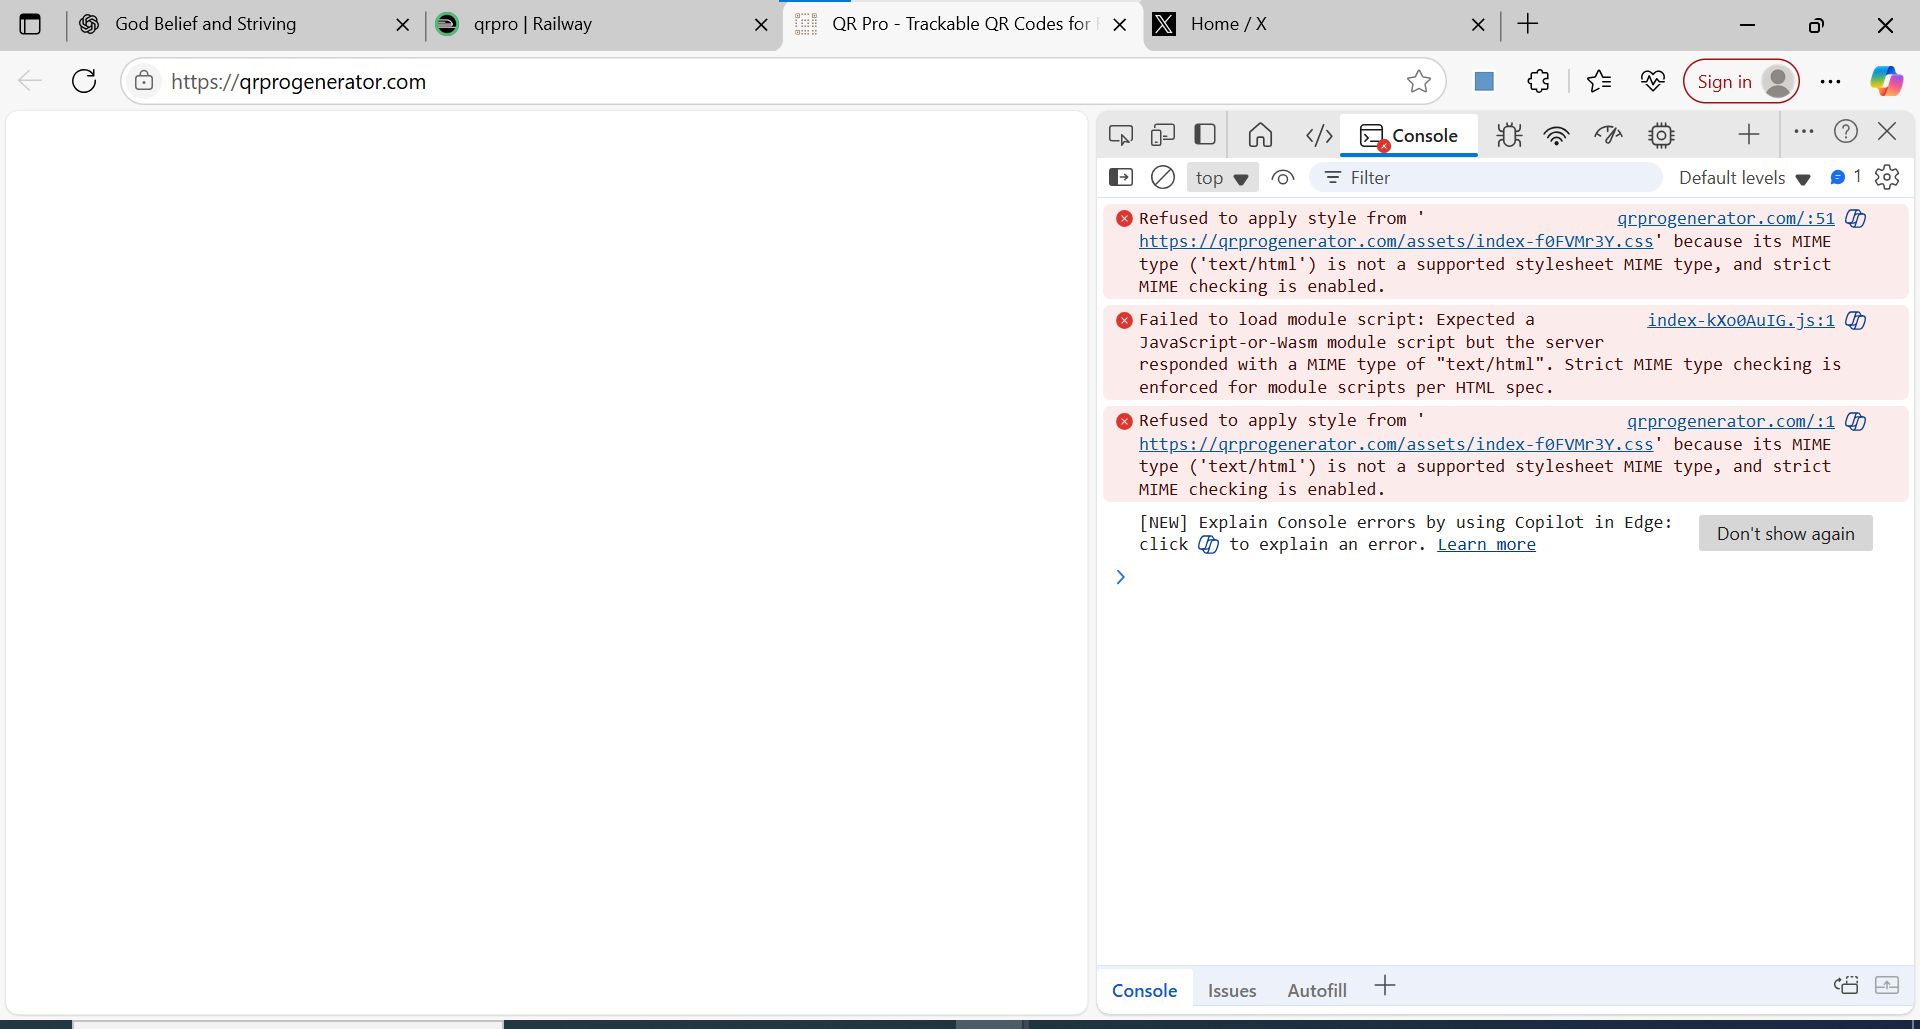 God Belief and Striving
qrpro | Railway
QR Pro - Trackable QR Codes for
Home / X
https://qrprogenerator.com
Sign in
Console
top
Filter
Default levels
1
Refused to apply style from ' qrprogenerator.com/:51
https://qrprogenerator.com/assets/index-f0FVMr3Y.css' because its MIME
type ('text/html') is not a supported stylesheet MIME type, and strict
MIME checking is enabled.
Failed to load module script: Expected a index-kXo0AuIG.js:1
JavaScript-or-Wasm module script but the server
responded with a MIME type of "text/html". Strict MIME type checking is
enforced for module scripts per HTML spec.
Refused to apply style from ' qrprogenerator.com/:1
https://qrprogenerator.com/assets/index-f0FVMr3Y.css' because its MIME
type ('text/html') is not a supported stylesheet MIME type, and strict
MIME checking is enabled.
[NEW] Explain Console errors by using Copilot in Edge:
click to explain an error. Learn more
Don't show again
Console
Issues
Autofill